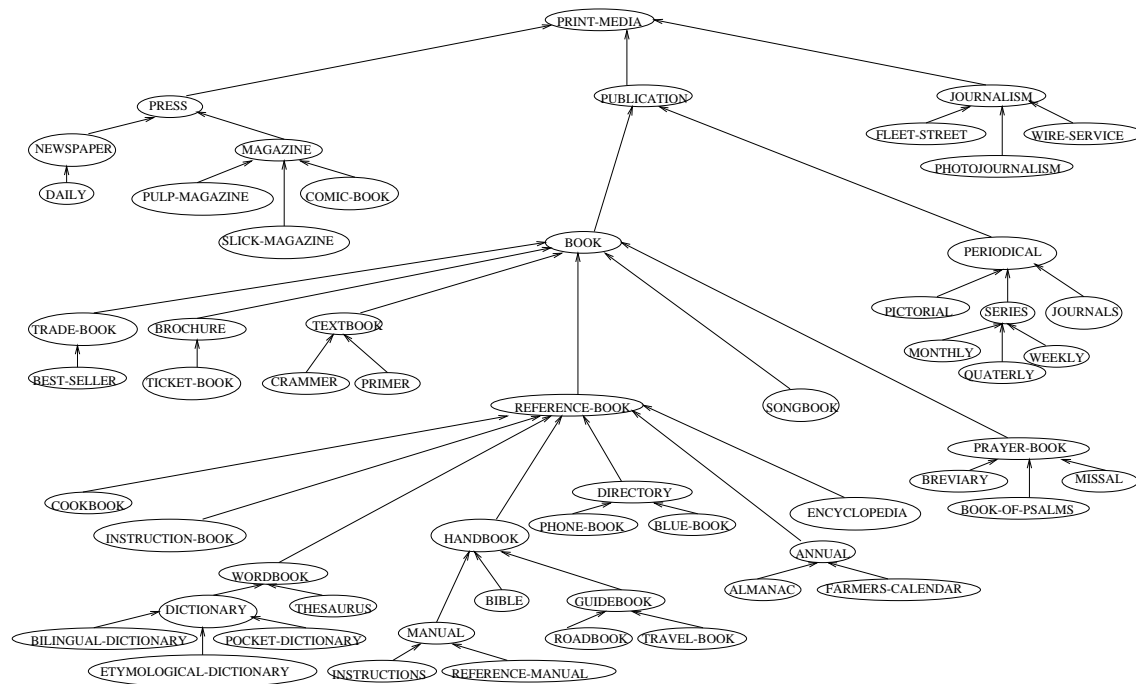 PRINT-MEDIA
PUBLICATION
JOURNALISM
PRESS
FLEET-STREET
WIRE-SERVICE
NEWSPAPER
MAGAZINE
PHOTOJOURNALISM
DAILY
PULP-MAGAZINE
COMIC-BOOK
SLICK-MAGAZINE
BOOK
PERIODICAL
PICTORIAL
SERIES
JOURNALS
TRADE-BOOK
BROCHURE
TEXTBOOK
MONTHLY
WEEKLY
QUATERLY
BEST-SELLER
TICKET-BOOK
CRAMMER
PRIMER
REFERENCE-BOOK
SONGBOOK
PRAYER-BOOK
BREVIARY
MISSAL
BOOK-OF-PSALMS
COOKBOOK
DIRECTORY
ENCYCLOPEDIA
PHONE-BOOK
BLUE-BOOK
INSTRUCTION-BOOK
HANDBOOK
ANNUAL
WORDBOOK
ALMANAC
FARMERS-CALENDAR
THESAURUS
BIBLE
GUIDEBOOK
DICTIONARY
MANUAL
ROADBOOK
TRAVEL-BOOK
BILINGUAL-DICTIONARY
POCKET-DICTIONARY
ETYMOLOGICAL-DICTIONARY
INSTRUCTIONS
REFERENCE-MANUAL